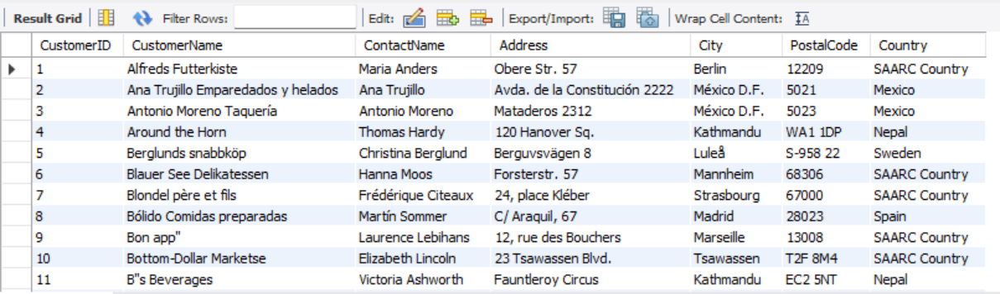 Result Grid Filter Rows: Edit: Export/Import: Wrap Cell Content: IA
CustomerID CustomerName ContactName Address City PostalCode Country
1 Alfreds Futterkiste Maria Anders Obere Str. 57 Berlin 12209 SAARC Country
2 Ana Trujillo Emparedados y helados Ana Trujillo Avda. de la Constitución 2222 México D.F. 5021 Mexico
3 Antonio Moreno Taquería Antonio Moreno Mataderos 2312 México D.F. 5023 Mexico
4 Around the Horn Thomas Hardy 120 Hanover Sq. Kathmandu WA1 1DP Nepal
5 Berglunds snabbköp Christina Berglund Berguvsvägen 8 Luleå S-958 22 Sweden
6 Blauer See Delikatessen Hanna Moos Forsterstr. 57 Mannheim 68306 SAARC Country
7 Blondel père et fils Frédérique Citeaux 24, place Kléber Strasbourg 67000 SAARC Country
8 Bólido Comidas preparadas Martín Sommer C/ Araquil, 67 Madrid 28023 Spain
9 Bon app" Laurence Lebihans 12, rue des Bouchers Marseille 13008 SAARC Country
10 Bottom-Dollar Marketse Elizabeth Lincoln 23 Tsawassen Blvd. Tsawassen T2F 8M4 SAARC Country
11 B"s Beverages Victoria Ashworth Fauntleroy Circus Kathmandu EC2 5NT Nepal